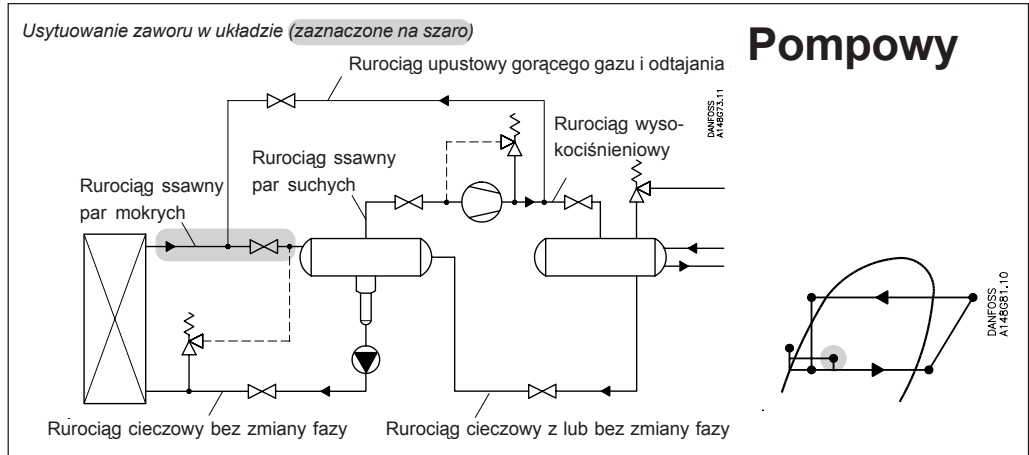 Usytuowanie zaworu w układzie (zaznaczone na szaro)
Pompowy
Rurociąg upustowy gorącego gazu i odtajania
DANFOSS
A148G73.11
Rurociąg wyso-
kociśnieniowy
Rurociąg ssawny
par suchych
Rurociąg ssawny
par mokrych
DANFOSS
A148G81.10
Rurociąg cieczowy bez zmiany fazy
Rurociąg cieczowy z lub bez zmiany fazy